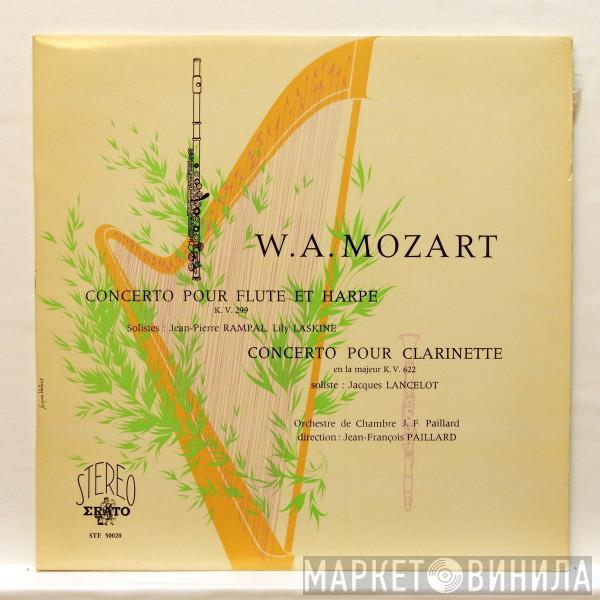 W.A. MOZART
CONCERTO POUR FLUTE ET HARPE
K. V. 299
Solistes : Jean-Pierre RAMPAL, Lily LASKINE
CONCERTO POUR CLARINETTE
en la majeur K. V. 622
soliste : Jacques LANCELOT
Orchestre de Chambre J. F. Paillard
direction : Jean-François PAILLARD
STEREO
ΣRATO
STE 50020
МАРКЕТ ВИНИЛА